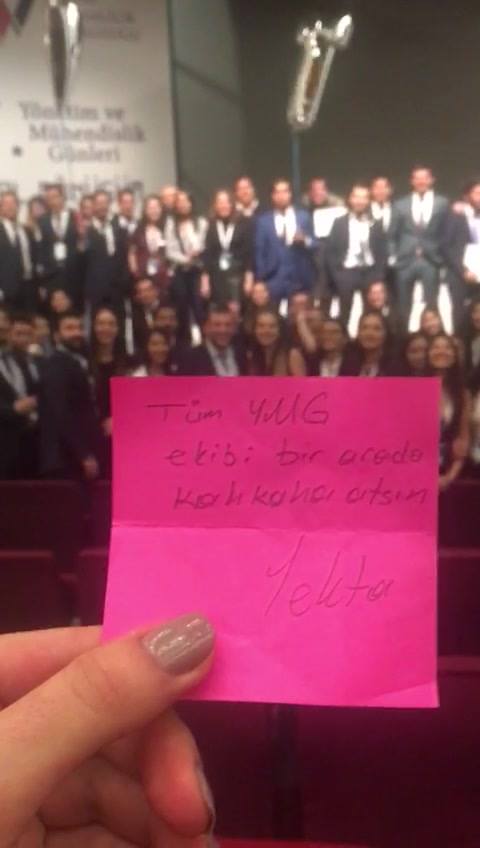 Yönetim ve
Mühendislik
Günleri
Tüm YMG
ekibi bir arada
kahkaha atsın
Yekta